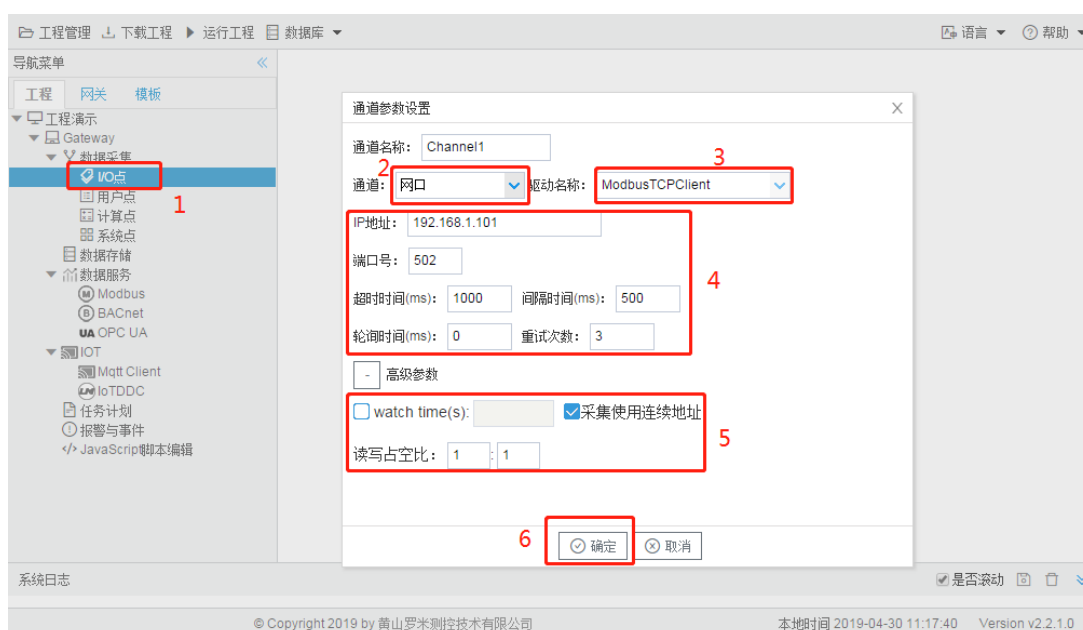 工程管理 下载工程 运行工程 数据库 语言 帮助
导航菜单
工程 网关 模板
工程演示
Gateway
数据采集
I/O点
1
用户点
计算点
系统点
数据存储
数据服务
Modbus
BACnet
UA OPC UA
IOT
Mqtt Client
IoTDDC
任务计划
报警与事件
JavaScript脚本编辑
通道参数设置
通道名称: Channel1
2 3
通道: 网口 驱动名称: ModbusTCPClient
IP地址: 192.168.1.101
端口号: 502
4
超时时间(ms): 1000 间隔时间(ms): 500
轮询时间(ms): 0 重试次数: 3
- 高级参数
watch time(s): 采集使用连续地址
5
读写占空比: 1 : 1
6
确定 取消
系统日志 是否滚动
© Copyright 2019 by 黄山罗米测控技术有限公司 本地时间 2019-04-30 11:17:40 Version v2.2.1.0